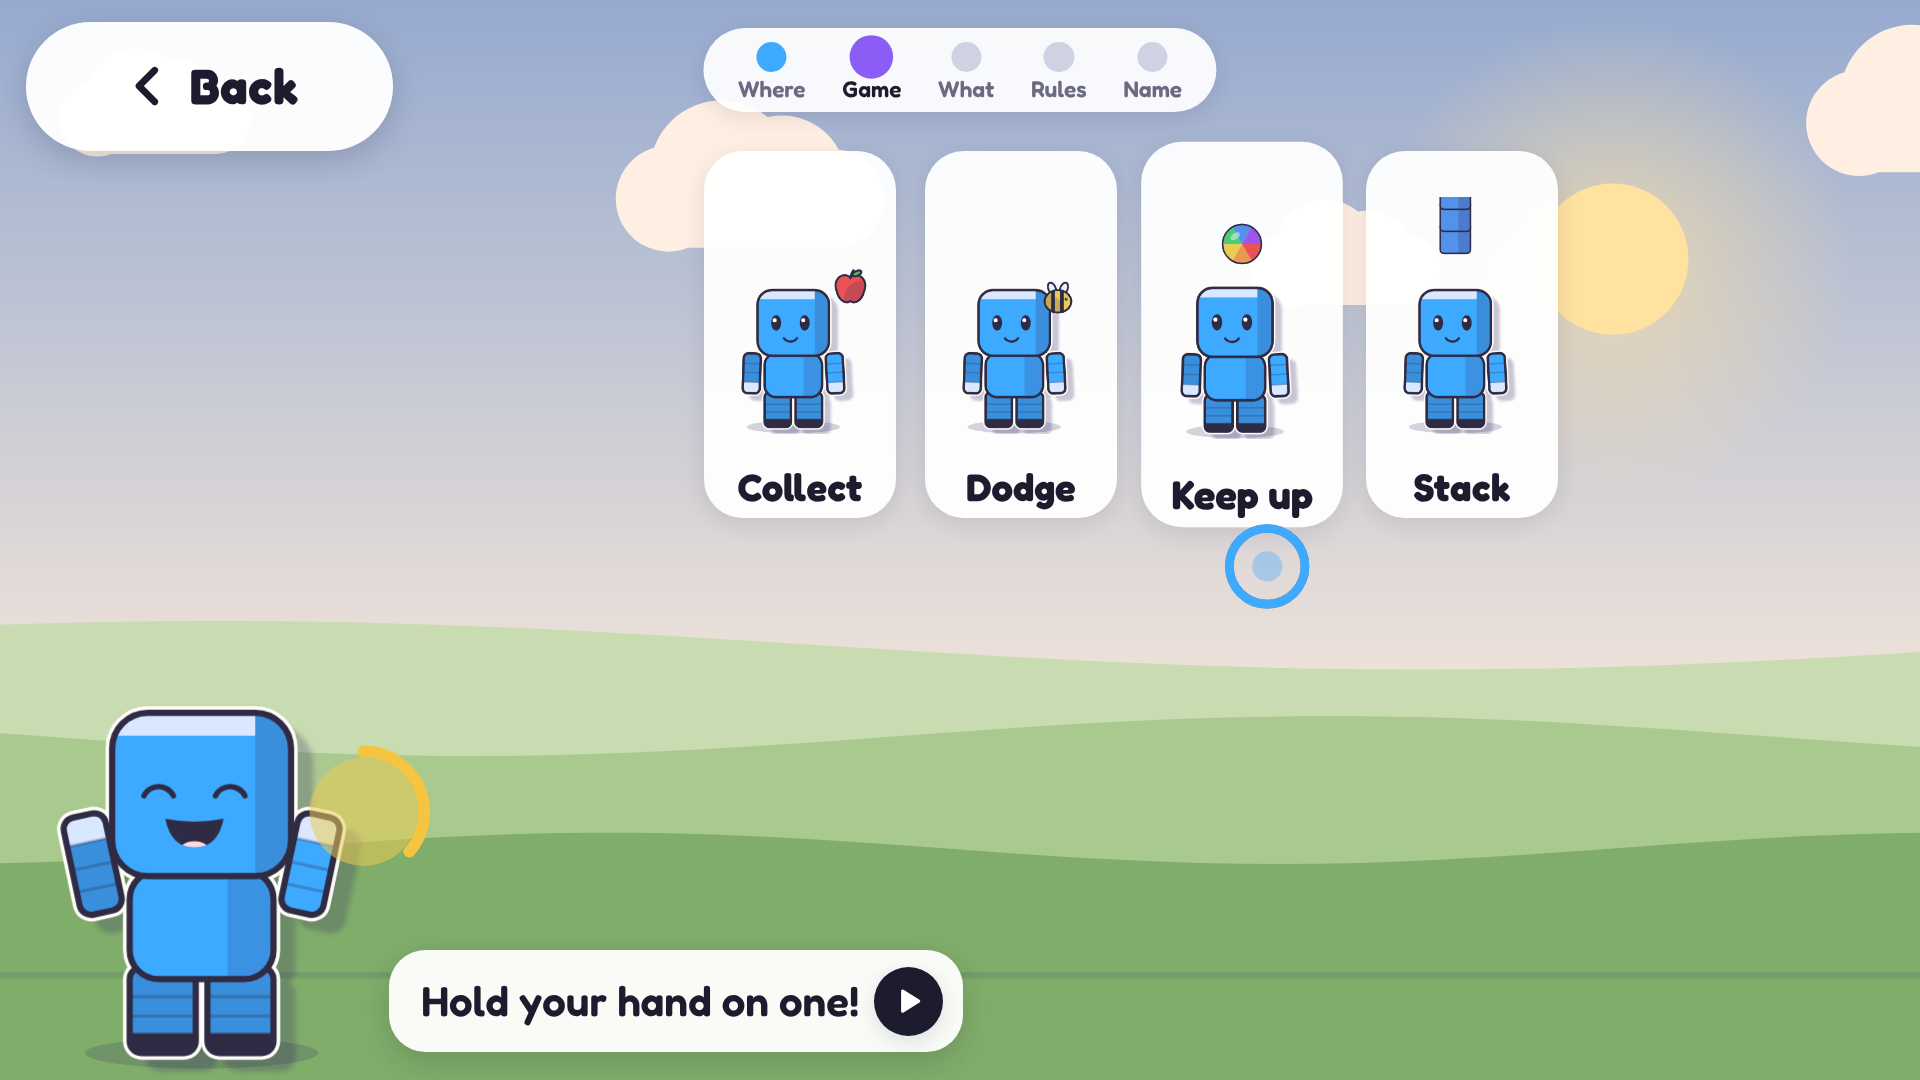 Back
Where
Game
What
Rules
Name
Collect
Dodge
Keep up
Stack
Hold your hand on one!